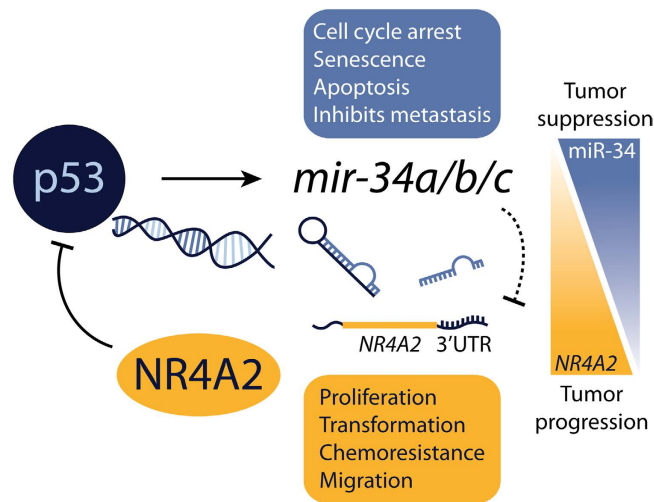 Cell cycle arrest
Senescence
Apoptosis
Inhibits metastasis
Tumor
suppression
miR-34
p53
mir-34a/b/c
NR4A2 3'UTR
NR4A2
NR4A2
Tumor
progression
Proliferation
Transformation
Chemoresistance
Migration